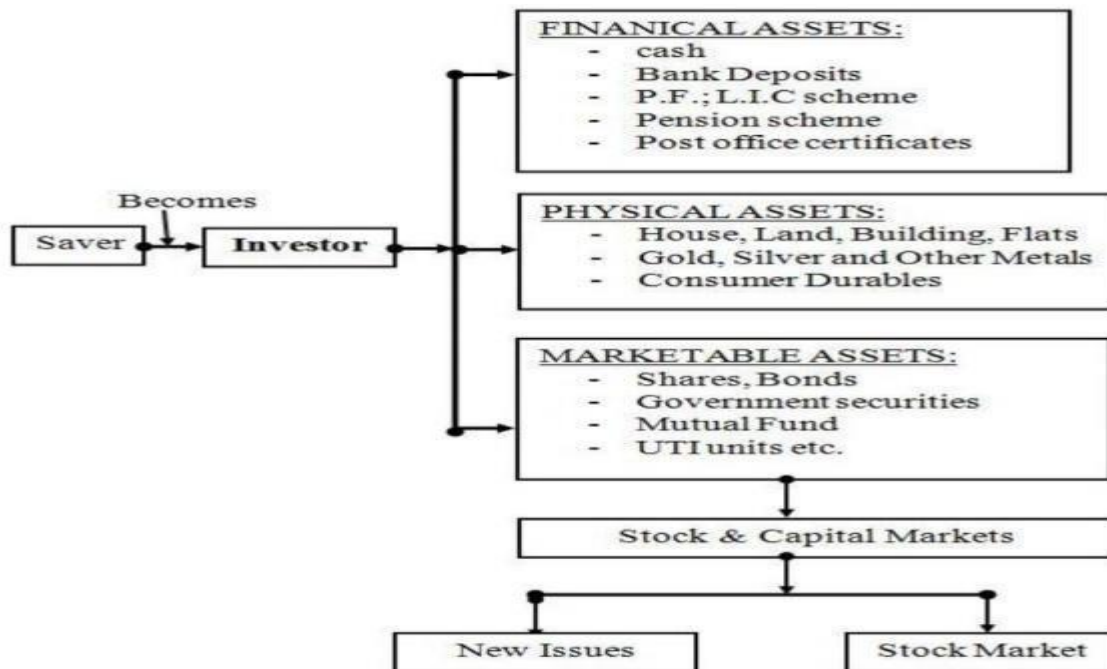 FINANICAL ASSETS:
- cash
- Bank Deposits
- P.F.; L.I.C scheme
- Pension scheme
- Post office certificates
Becomes
Saver
Investor
PHYSICAL ASSETS:
- House, Land, Building, Flats
- Gold, Silver and Other Metals
- Consumer Durables
MARKETABLE ASSETS:
- Shares, Bonds
- Government securities
- Mutual Fund
- UTI units etc.
Stock & Capital Markets
New Issues
Stock Market